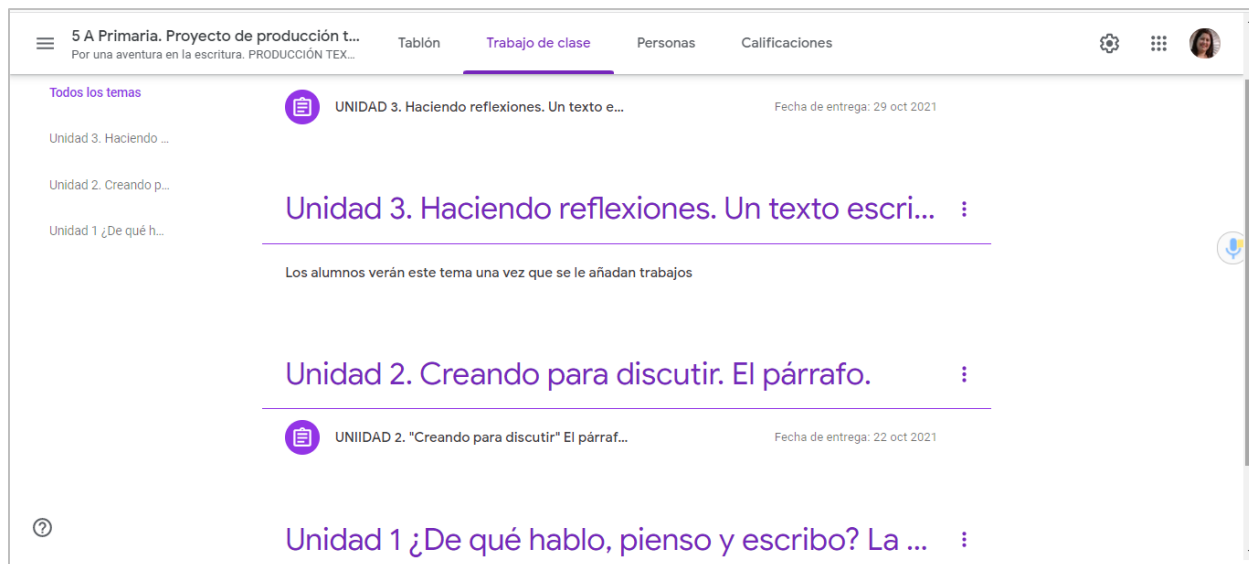 5 A Primaria. Proyecto de producción t...
Por una aventura en la escritura. PRODUCCIÓN TEX...
Tablón
Trabajo de clase
Personas
Calificaciones
Todos los temas
Unidad 3. Haciendo ...
Unidad 2. Creando p...
Unidad 1 ¿De qué h...
UNIDAD 3. Haciendo reflexiones. Un texto e...
Fecha de entrega: 29 oct 2021
Unidad 3. Haciendo reflexiones. Un texto escri...
Los alumnos verán este tema una vez que se le añadan trabajos
Unidad 2. Creando para discutir. El párrafo.
UNIIDAD 2. "Creando para discutir" El párraf...
Fecha de entrega: 22 oct 2021
Unidad 1 ¿De qué hablo, pienso y escribo? La ...